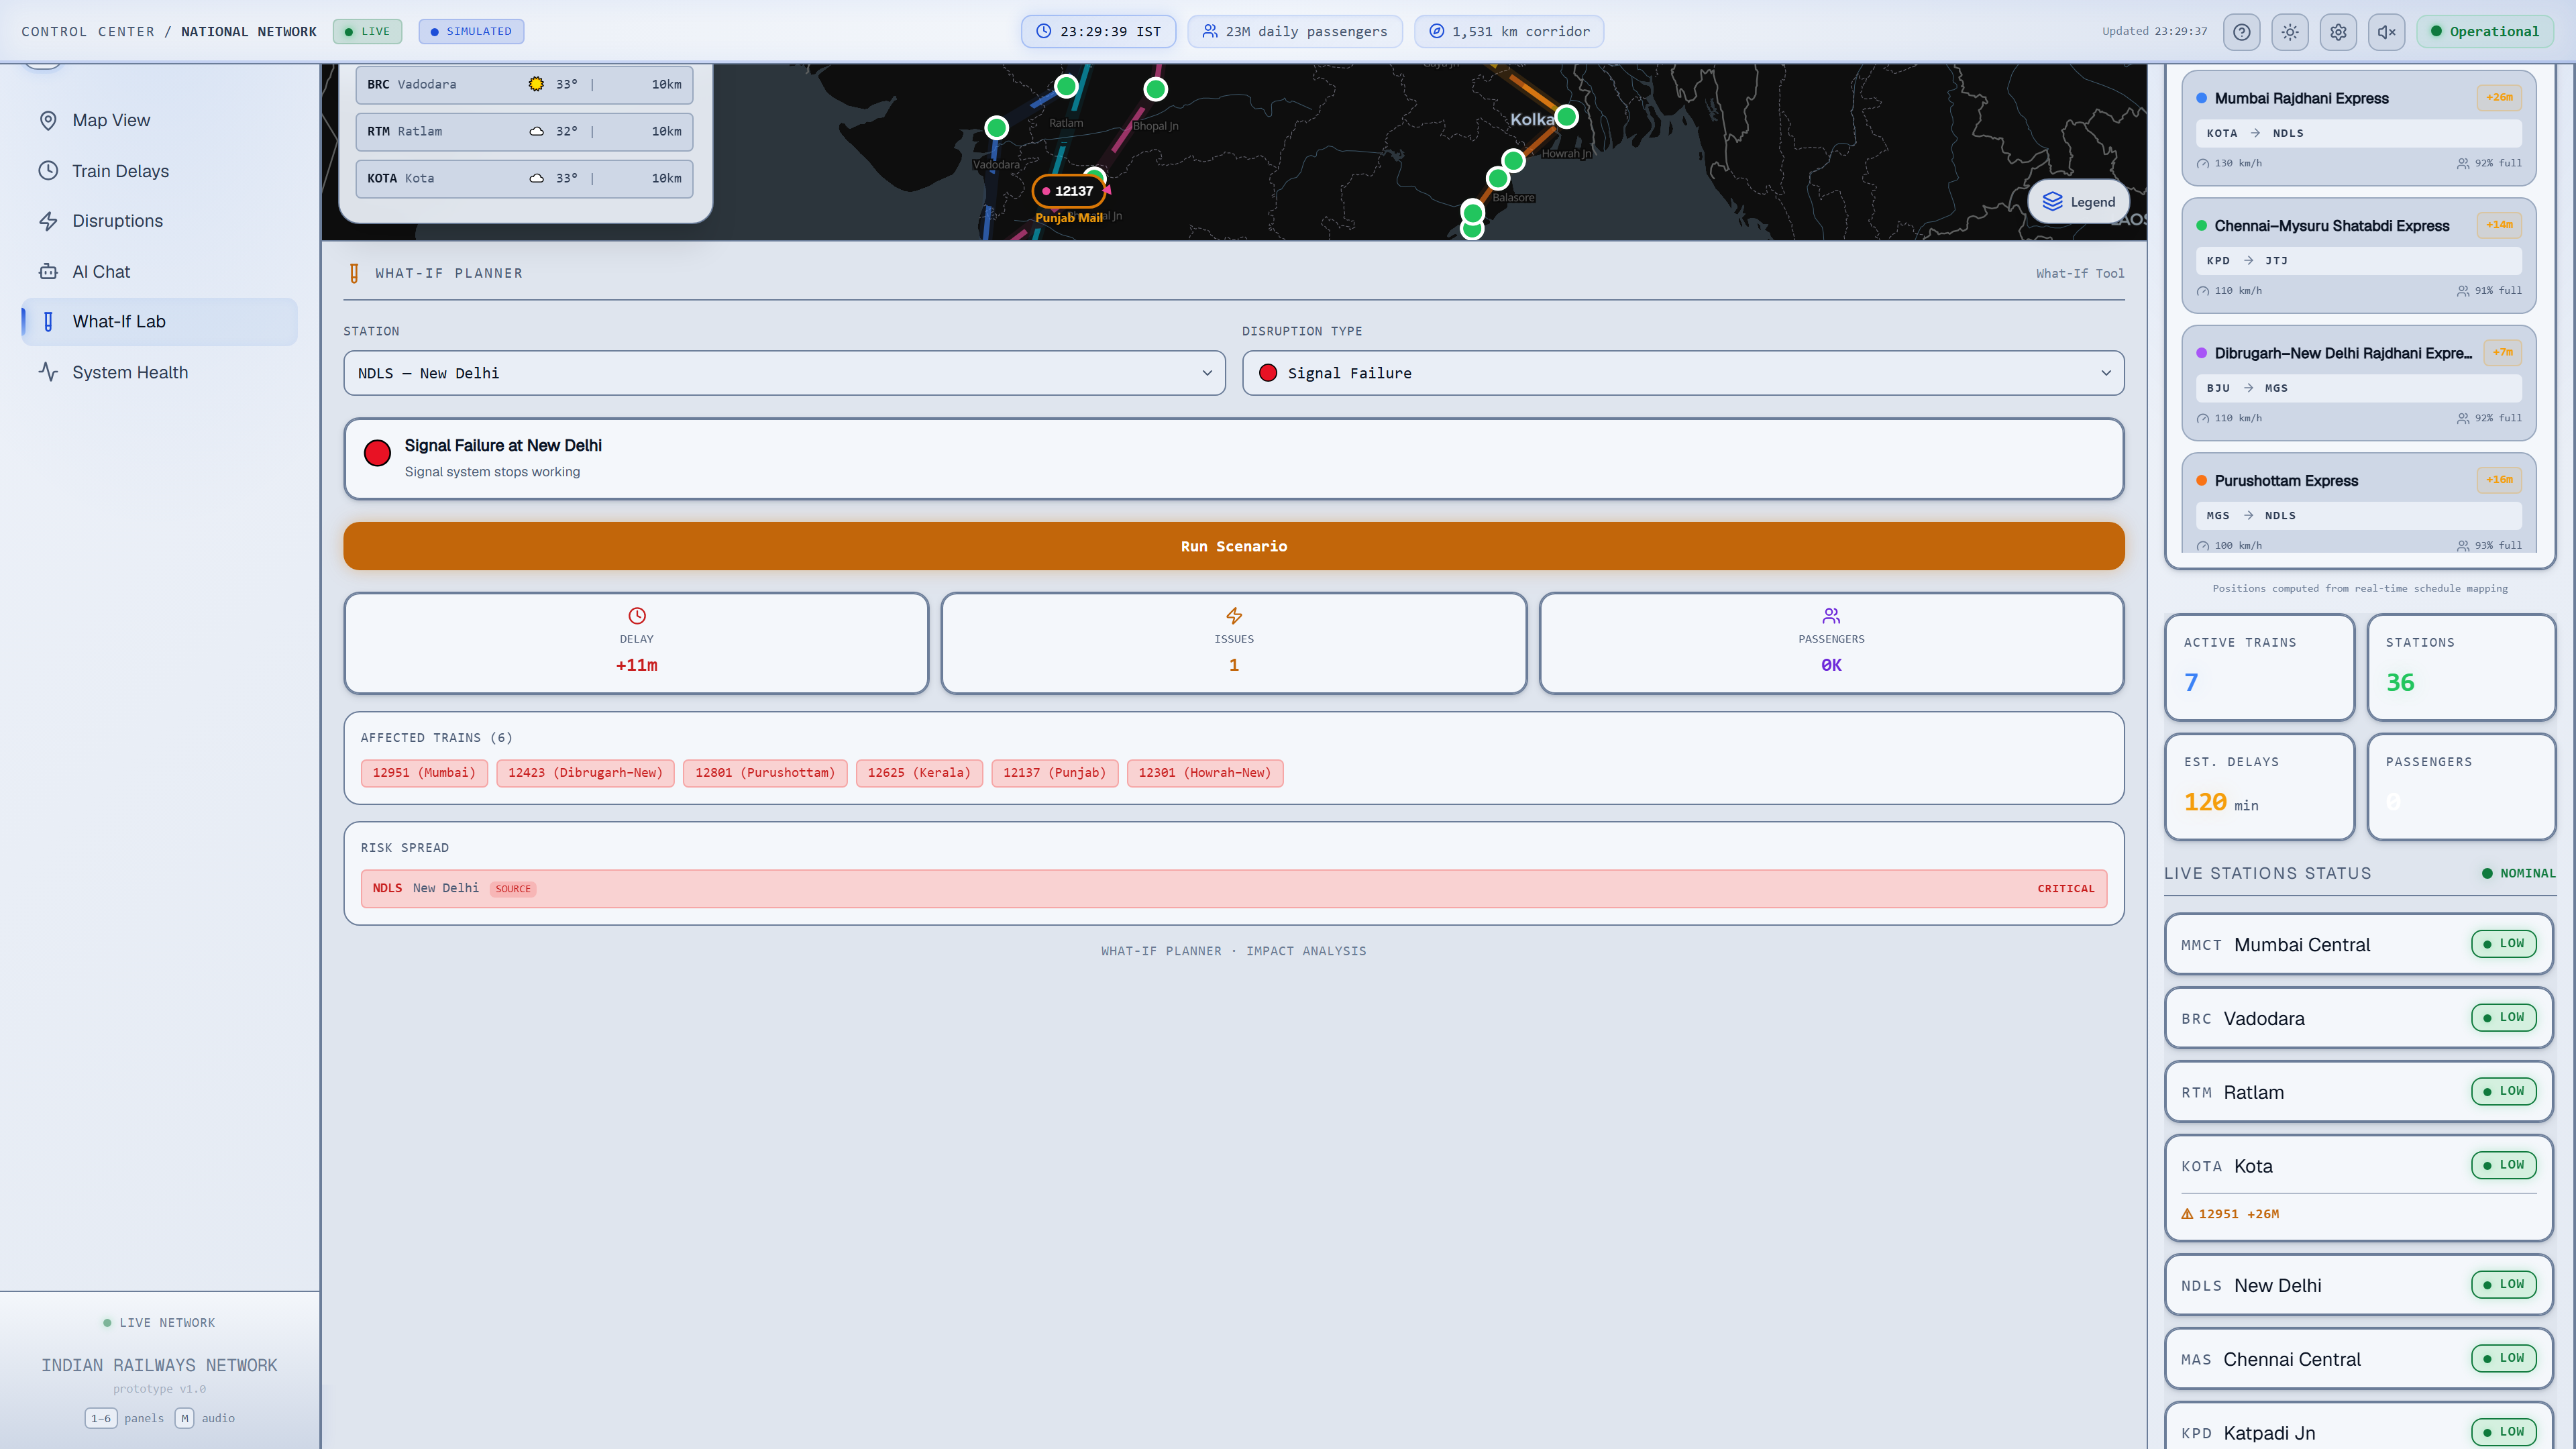 CONTROL CENTER / NATIONAL NETWORK
LIVE
SIMULATED
23:29:39 IST
23M daily passengers
1,531 km corridor
Updated 23:29:37
Operational
Map View
Train Delays
Disruptions
AI Chat
What-If Lab
System Health
LIVE NETWORK
INDIAN RAILWAYS NETWORK
prototype v1.0
1–6 panels M audio
BRC Vadodara 33° | 10km
RTM Ratlam 32° | 10km
KOTA Kota 33° | 10km
Ratlam
Bhopal Jn
Vadodara
12137
Punjab Mail
Kolka
Howrah Jn
Balasore
Legend
WHAT-IF PLANNER
What-If Tool
STATION
NDLS — New Delhi
DISRUPTION TYPE
Signal Failure
Signal Failure at New Delhi
Signal system stops working
Run Scenario
DELAY
+11m
ISSUES
1
PASSENGERS
0K
AFFECTED TRAINS (6)
12951 (Mumbai) 12423 (Dibrugarh–New) 12801 (Purushottam) 12625 (Kerala) 12137 (Punjab) 12301 (Howrah–New)
RISK SPREAD
NDLS New Delhi SOURCE CRITICAL
WHAT-IF PLANNER · IMPACT ANALYSIS
Mumbai Rajdhani Express +26m
KOTA → NDLS
130 km/h 92% full
Chennai–Mysuru Shatabdi Express +14m
KPD → JTJ
110 km/h 91% full
Dibrugarh–New Delhi Rajdhani Expre… +7m
BJU → MGS
110 km/h 92% full
Purushottam Express +16m
MGS → NDLS
100 km/h 93% full
Positions computed from real-time schedule mapping
ACTIVE TRAINS
7
STATIONS
36
EST. DELAYS
120 min
PASSENGERS
0
LIVE STATIONS STATUS NOMINAL
MMCT Mumbai Central LOW
BRC Vadodara LOW
RTM Ratlam LOW
KOTA Kota LOW
12951 +26M
NDLS New Delhi LOW
MAS Chennai Central LOW
KPD Katpadi Jn LOW